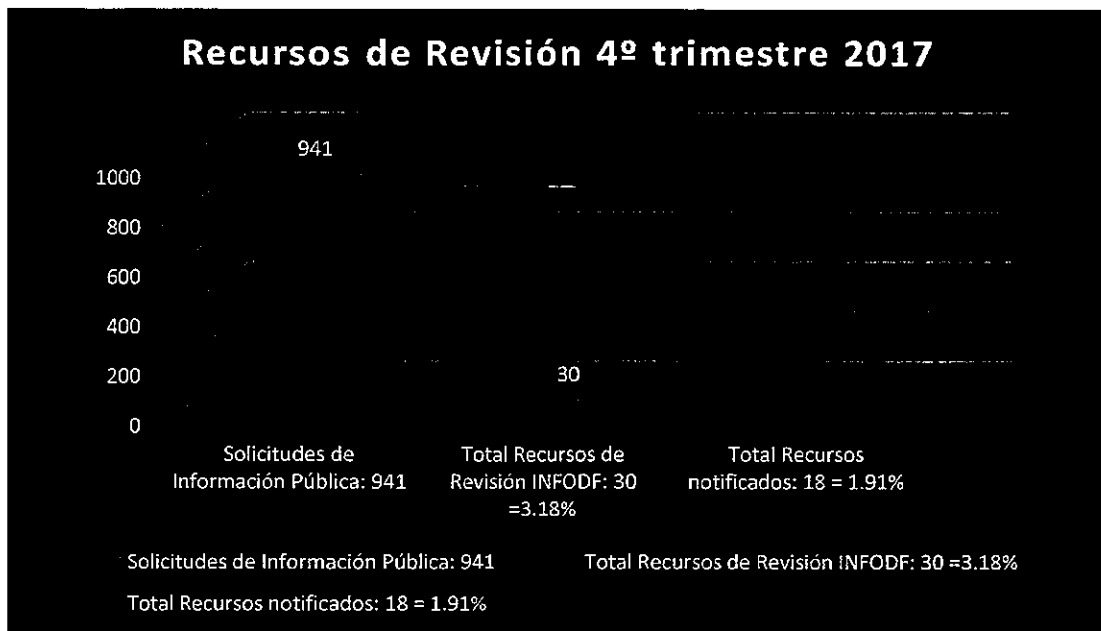 Recursos de Revisión 4º trimestre 2017
941
1000
800
600
400
200
0
30
Solicitudes de
Información Pública: 941
Total Recursos de
Revisión INFODF: 30
=3.18%
Total Recursos
notificados: 18 = 1.91%
Solicitudes de Información Pública: 941
Total Recursos de Revisión INFODF: 30 =3.18%
Total Recursos notificados: 18 = 1.91%